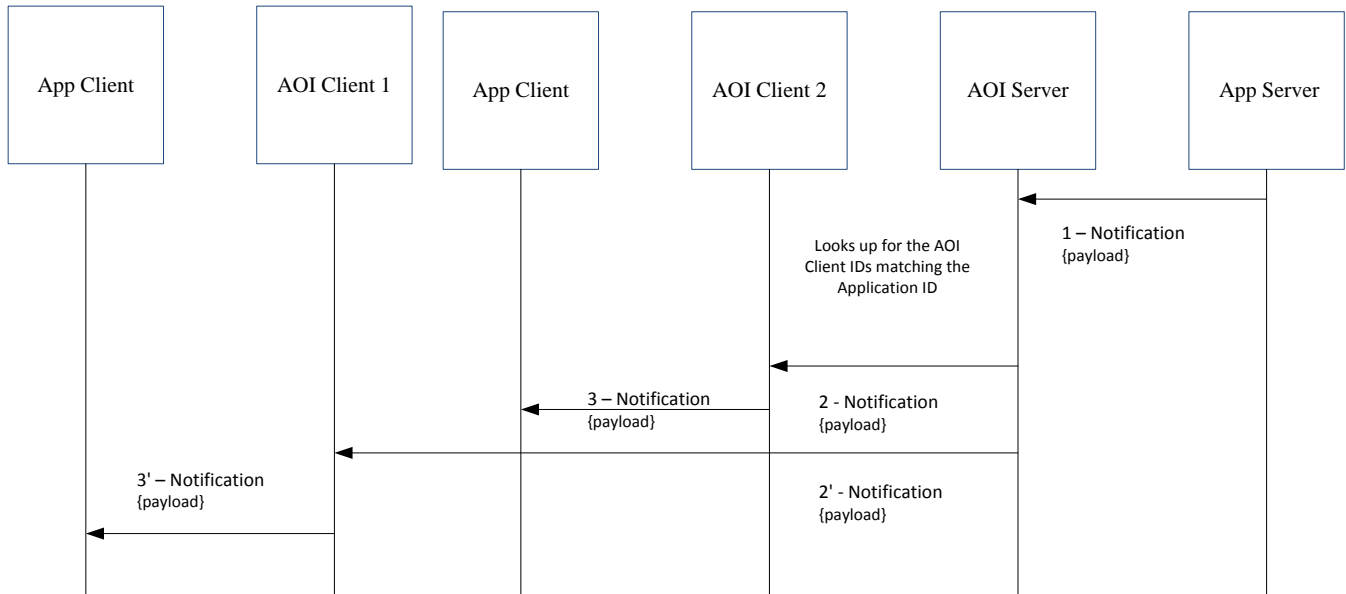 App Client
AOI Client 1
App Client
AOI Client 2
AOI Server
App Server
1 – Notification
{payload}
Looks up for the AOI
Client IDs matching the
Application ID
3 – Notification
{payload}
2 - Notification
{payload}
3' – Notification
{payload}
2' - Notification
{payload}